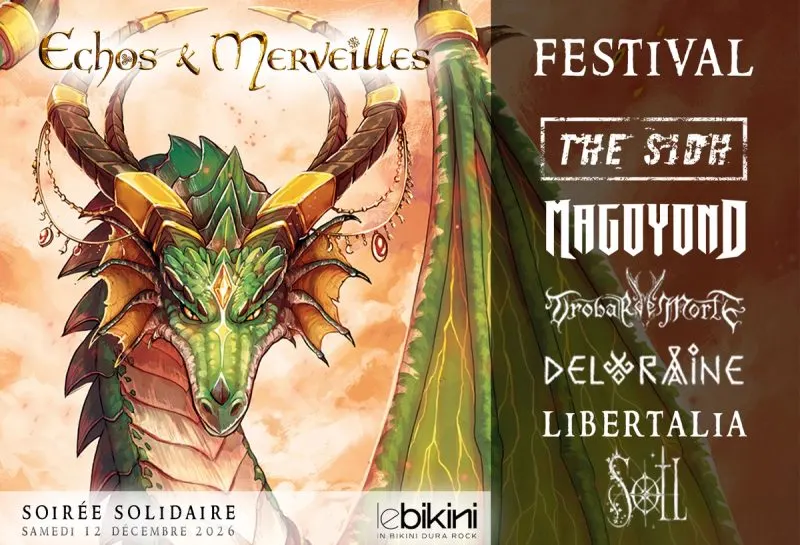 Echos & Merveilles
SOIRÉE SOLIDAIRE
SAMEDI 12 DÉCEMBRE 2026
lebikini
IN BIKINI DURA ROCK
FESTIVAL
THE SIDH
MAGOYOND
Trobar de Morte
DELORAINE
LIBERTALIA
SOTL